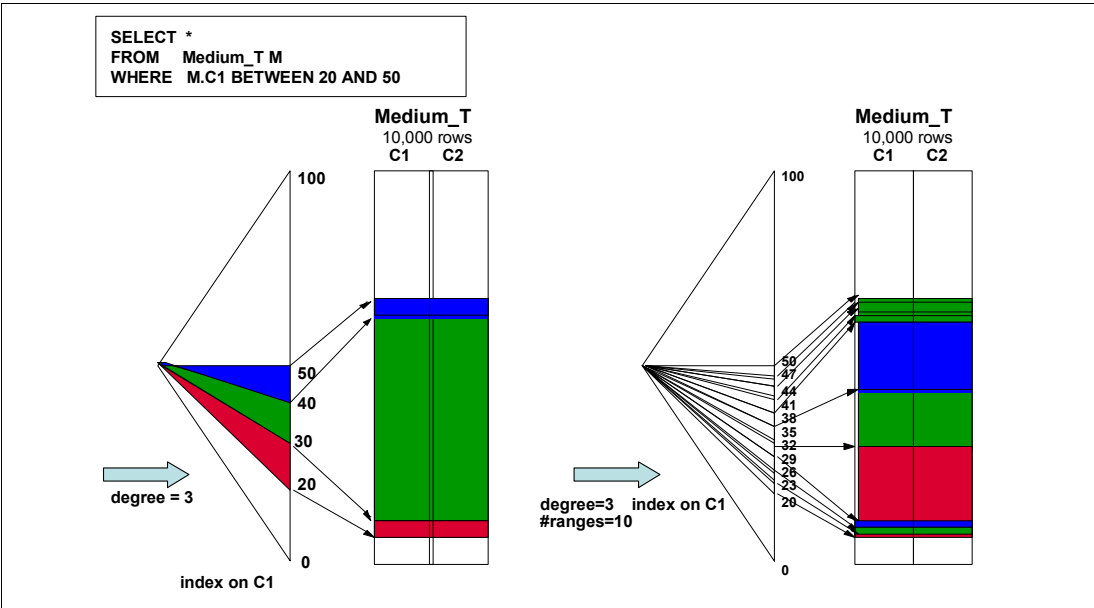 SELECT *
FROM Medium_T M
WHERE M.C1 BETWEEN 20 AND 50
Medium_T
10,000 rows
C1 C2
100
50
40
30
20
0
degree = 3
index on C1
Medium_T
10,000 rows
C1 C2
100
50
47
44
41
38
35
32
29
26
23
20
0
degree=3 index on C1
#ranges=10